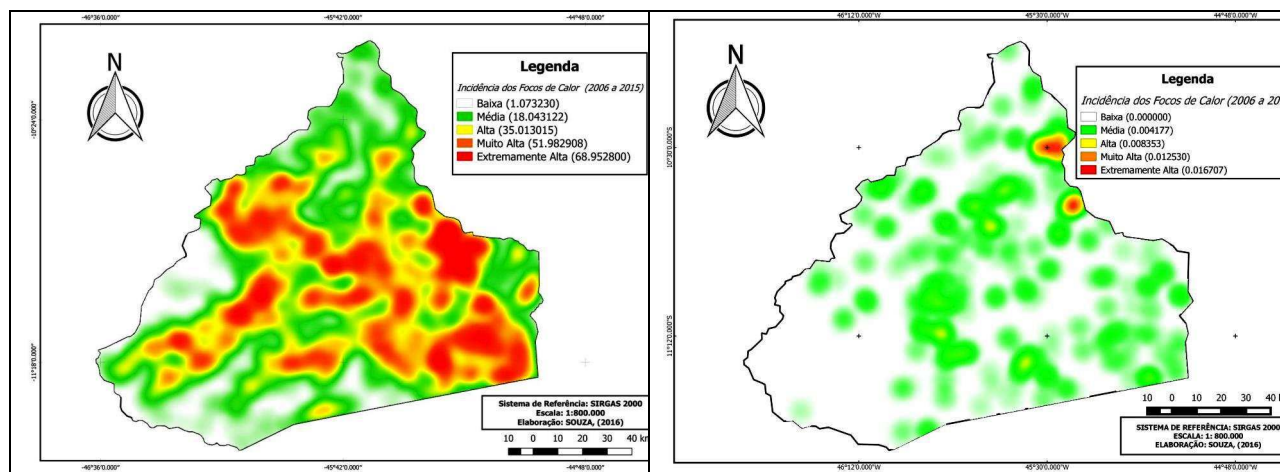 -46°36'0.000"
-45°42'0.000"
-44°48'0.000"
N
Legenda
Incidência dos Focos de Calor (2006 a 2015)
Baixa (1.073230)
Média (18.043122)
Alta (35.013015)
Muito Alta (51.982908)
Extremamente Alta (68.952800)
-10°24'0.000"
-11°18'0.000"
Sistema de Referência: SIRGAS 2000
Escala: 1:800.000
Elaboração: SOUZA, (2016)
10 0 10 20 30 40 km
-46°36'0.000"
-45°42'0.000"
-44°48'0.000"
46°12'0.000"W
45°30'0.000"W
44°48'0.000"
N
Legenda
Incidência dos Focos de Calor (2006 a 20
Baixa (0.000000)
Média (0.004177)
Alta (0.008353)
Muito Alta (0.012530)
Extremamente Alta (0.016707)
10°30'0.000"S
11°12'0.000"S
10 0 10 20 30 40 k
SISTEMA DE REFERÊNCIA: SIRGAS 2000
ESCALA: 1: 800.000
ELABORAÇÃO: SOUZA, (2016)
46°12'0.000"W
45°30'0.000"W
44°48'0.000"